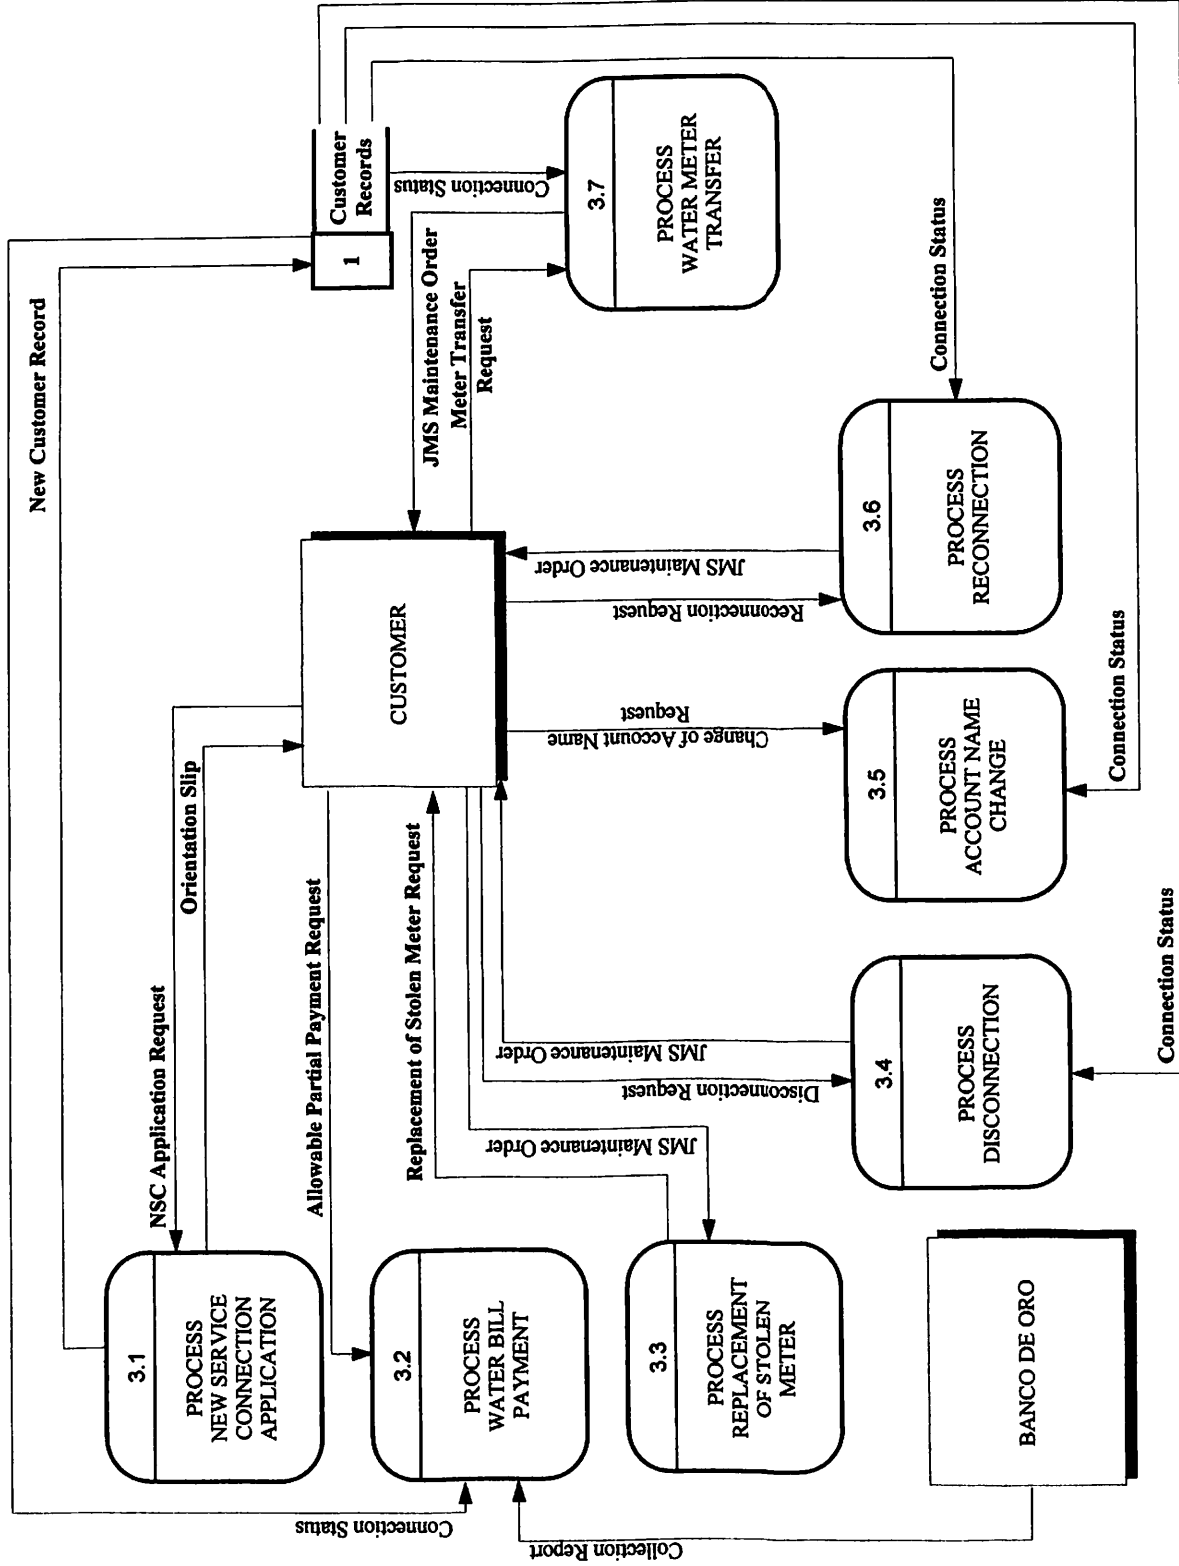 New Customer Record
NSC Application Request
Orientation Slip
1
Customer
Records
3.1
PROCESS
NEW SERVICE
CONNECTION
APPLICATION
CUSTOMER
Connection Status
Allowable Partial Payment Request
JMS Maintenance Order
Meter Transfer
Request
Connection Status
3.2
PROCESS
WATER BILL
PAYMENT
Replacement of Stolen Meter Request
3.7
PROCESS
WATER METER
TRANSFER
Collection Report
JMS Maintenance Order
Disconnection Request
JMS Maintenance Order
Change of Account Name
Request
Reconnection Request
JMS Maintenance Order
3.3
PROCESS
REPLACEMENT
OF STOLEN
METER
3.4
PROCESS
DISCONNECTION
3.5
PROCESS
ACCOUNT NAME
CHANGE
3.6
PROCESS
RECONNECTION
Connection Status
BANCO DE ORO
Connection Status
Connection Status